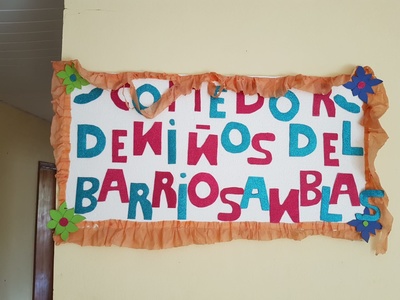 COMEDOR
DE NIÑOS DEL
BARRIO SAN BLAS